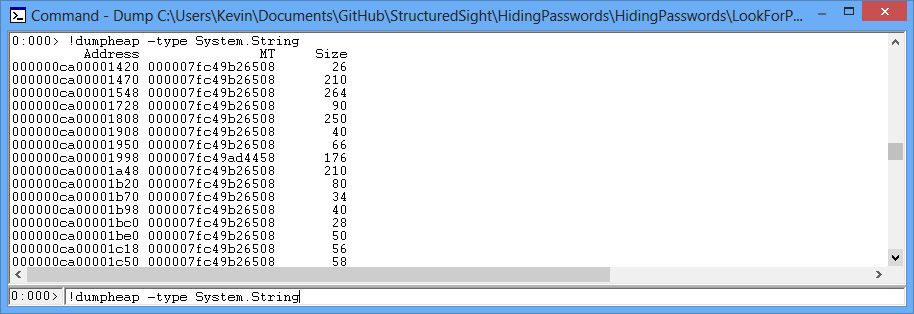 Command - Dump C:\Users\Kevin\Documents\GitHub\StructuredSight\HidingPasswords\HidingPasswords\LookForP...
0:000> !dumpheap -type System.String
Address MT Size
000000ca00001420 000007fc49b26508 26
000000ca00001470 000007fc49b26508 210
000000ca00001548 000007fc49b26508 264
000000ca00001728 000007fc49b26508 90
000000ca00001808 000007fc49b26508 250
000000ca00001908 000007fc49b26508 40
000000ca00001950 000007fc49b26508 66
000000ca00001998 000007fc49ad4458 176
000000ca00001a48 000007fc49b26508 210
000000ca00001b20 000007fc49b26508 80
000000ca00001b70 000007fc49b26508 34
000000ca00001b98 000007fc49b26508 40
000000ca00001bc0 000007fc49b26508 28
000000ca00001be0 000007fc49b26508 50
000000ca00001c18 000007fc49b26508 56
000000ca00001c50 000007fc49b26508 58
0:000> !dumpheap -type System.String